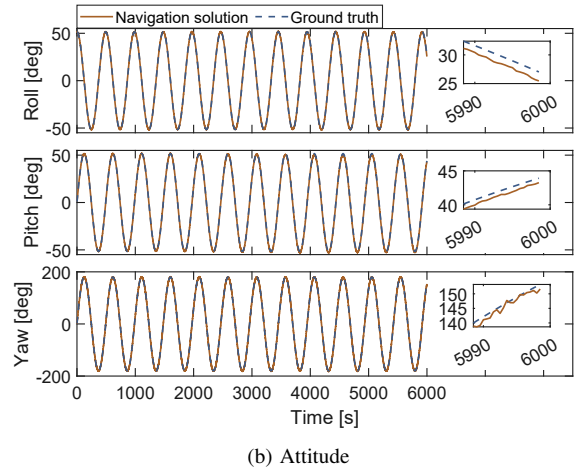 Navigation solution Ground truth
50
0
-50
Roll [deg]
30
25
5990 6000
50
0
-50
Pitch [deg]
45
40
5990 6000
200
0
-200
Yaw [deg]
150
145
140
5990 6000
0 1000 2000 3000 4000 5000 6000
Time [s]
(b) Attitude